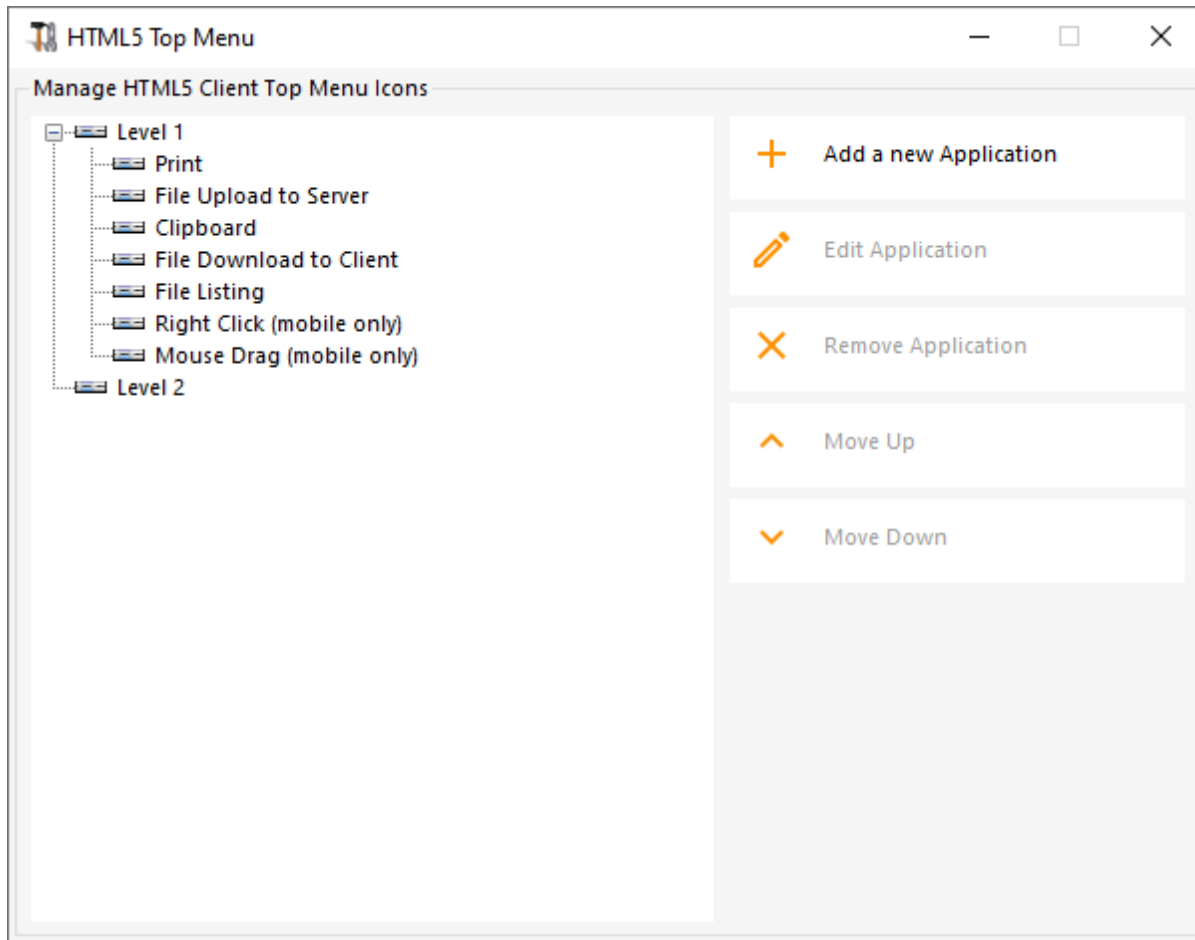 HTML5 Top Menu
Manage HTML5 Client Top Menu Icons
Level 1
Print
File Upload to Server
Clipboard
File Download to Client
File Listing
Right Click (mobile only)
Mouse Drag (mobile only)
Level 2
Add a new Application
Edit Application
Remove Application
Move Up
Move Down